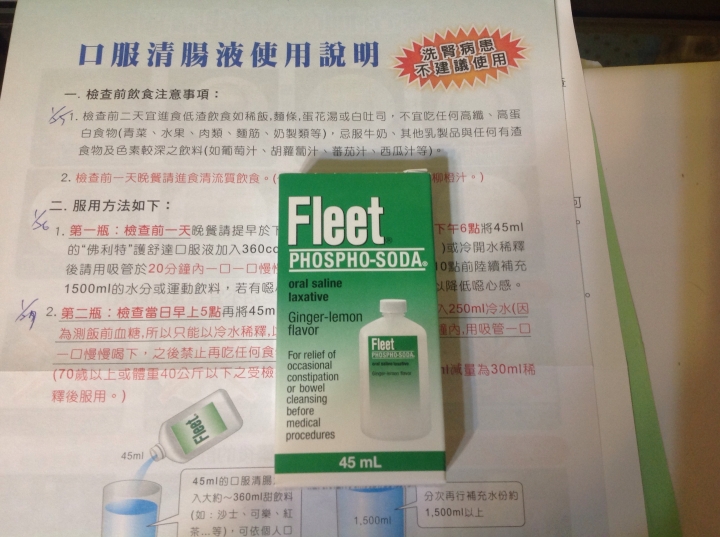 口服清腸液使用說明
洗腎病患
不建議使用
一. 檢查前飲食注意事項：
1. 檢查前二天宜進食低渣飲食如稀飯,麵條,蛋花湯或白吐司，不宜吃任何高纖、高蛋
白食物(青菜、水果、肉類、麵筋、奶製類等)，忌服牛奶、其他乳製品與任何有渣
食物及色素較深之飲料(如葡萄汁、胡蘿蔔汁、蕃茄汁、西瓜汁等)。
2. 檢查前一天晚餐請進食清流質飲食。(
柳橙汁。)
二. 服用方法如下：
1. 第一瓶：檢查前一天晚餐請提早於下
下午6點將45ml
的“佛利特”護舒達口服液加入360cc
)或冷開水稀釋
後請用吸管於20分鐘內一口一口慢慢
10點前陸續補充
1500ml的水分或運動飲料，若有噁心
以降低噁心感。
2. 第二瓶：檢查當日早上5點再將45m
入250ml冷水(因
為測飯前血糖,所以只能以冷水稀釋,以
內,用吸管一口
一口慢慢喝下，之後禁止再吃任何食
(70歲以上或體重40公斤以下之受檢
ml減量為30ml稀
釋後服用。)
Fleet
PHOSPHO-SODA®
oral saline
laxative
Ginger-lemon
flavor
For relief of
occasional
constipation
or bowel
cleansing
before
medical
procedures
Fleet
PHOSPHO-SODA
45 mL
Fleet
45ml
45ml的口服清腸
入大約～360ml甜飲料
(如：沙士、可樂、紅
茶...等)，可依個人口
1,500ml
分次再行補充水份約
1,500ml以上